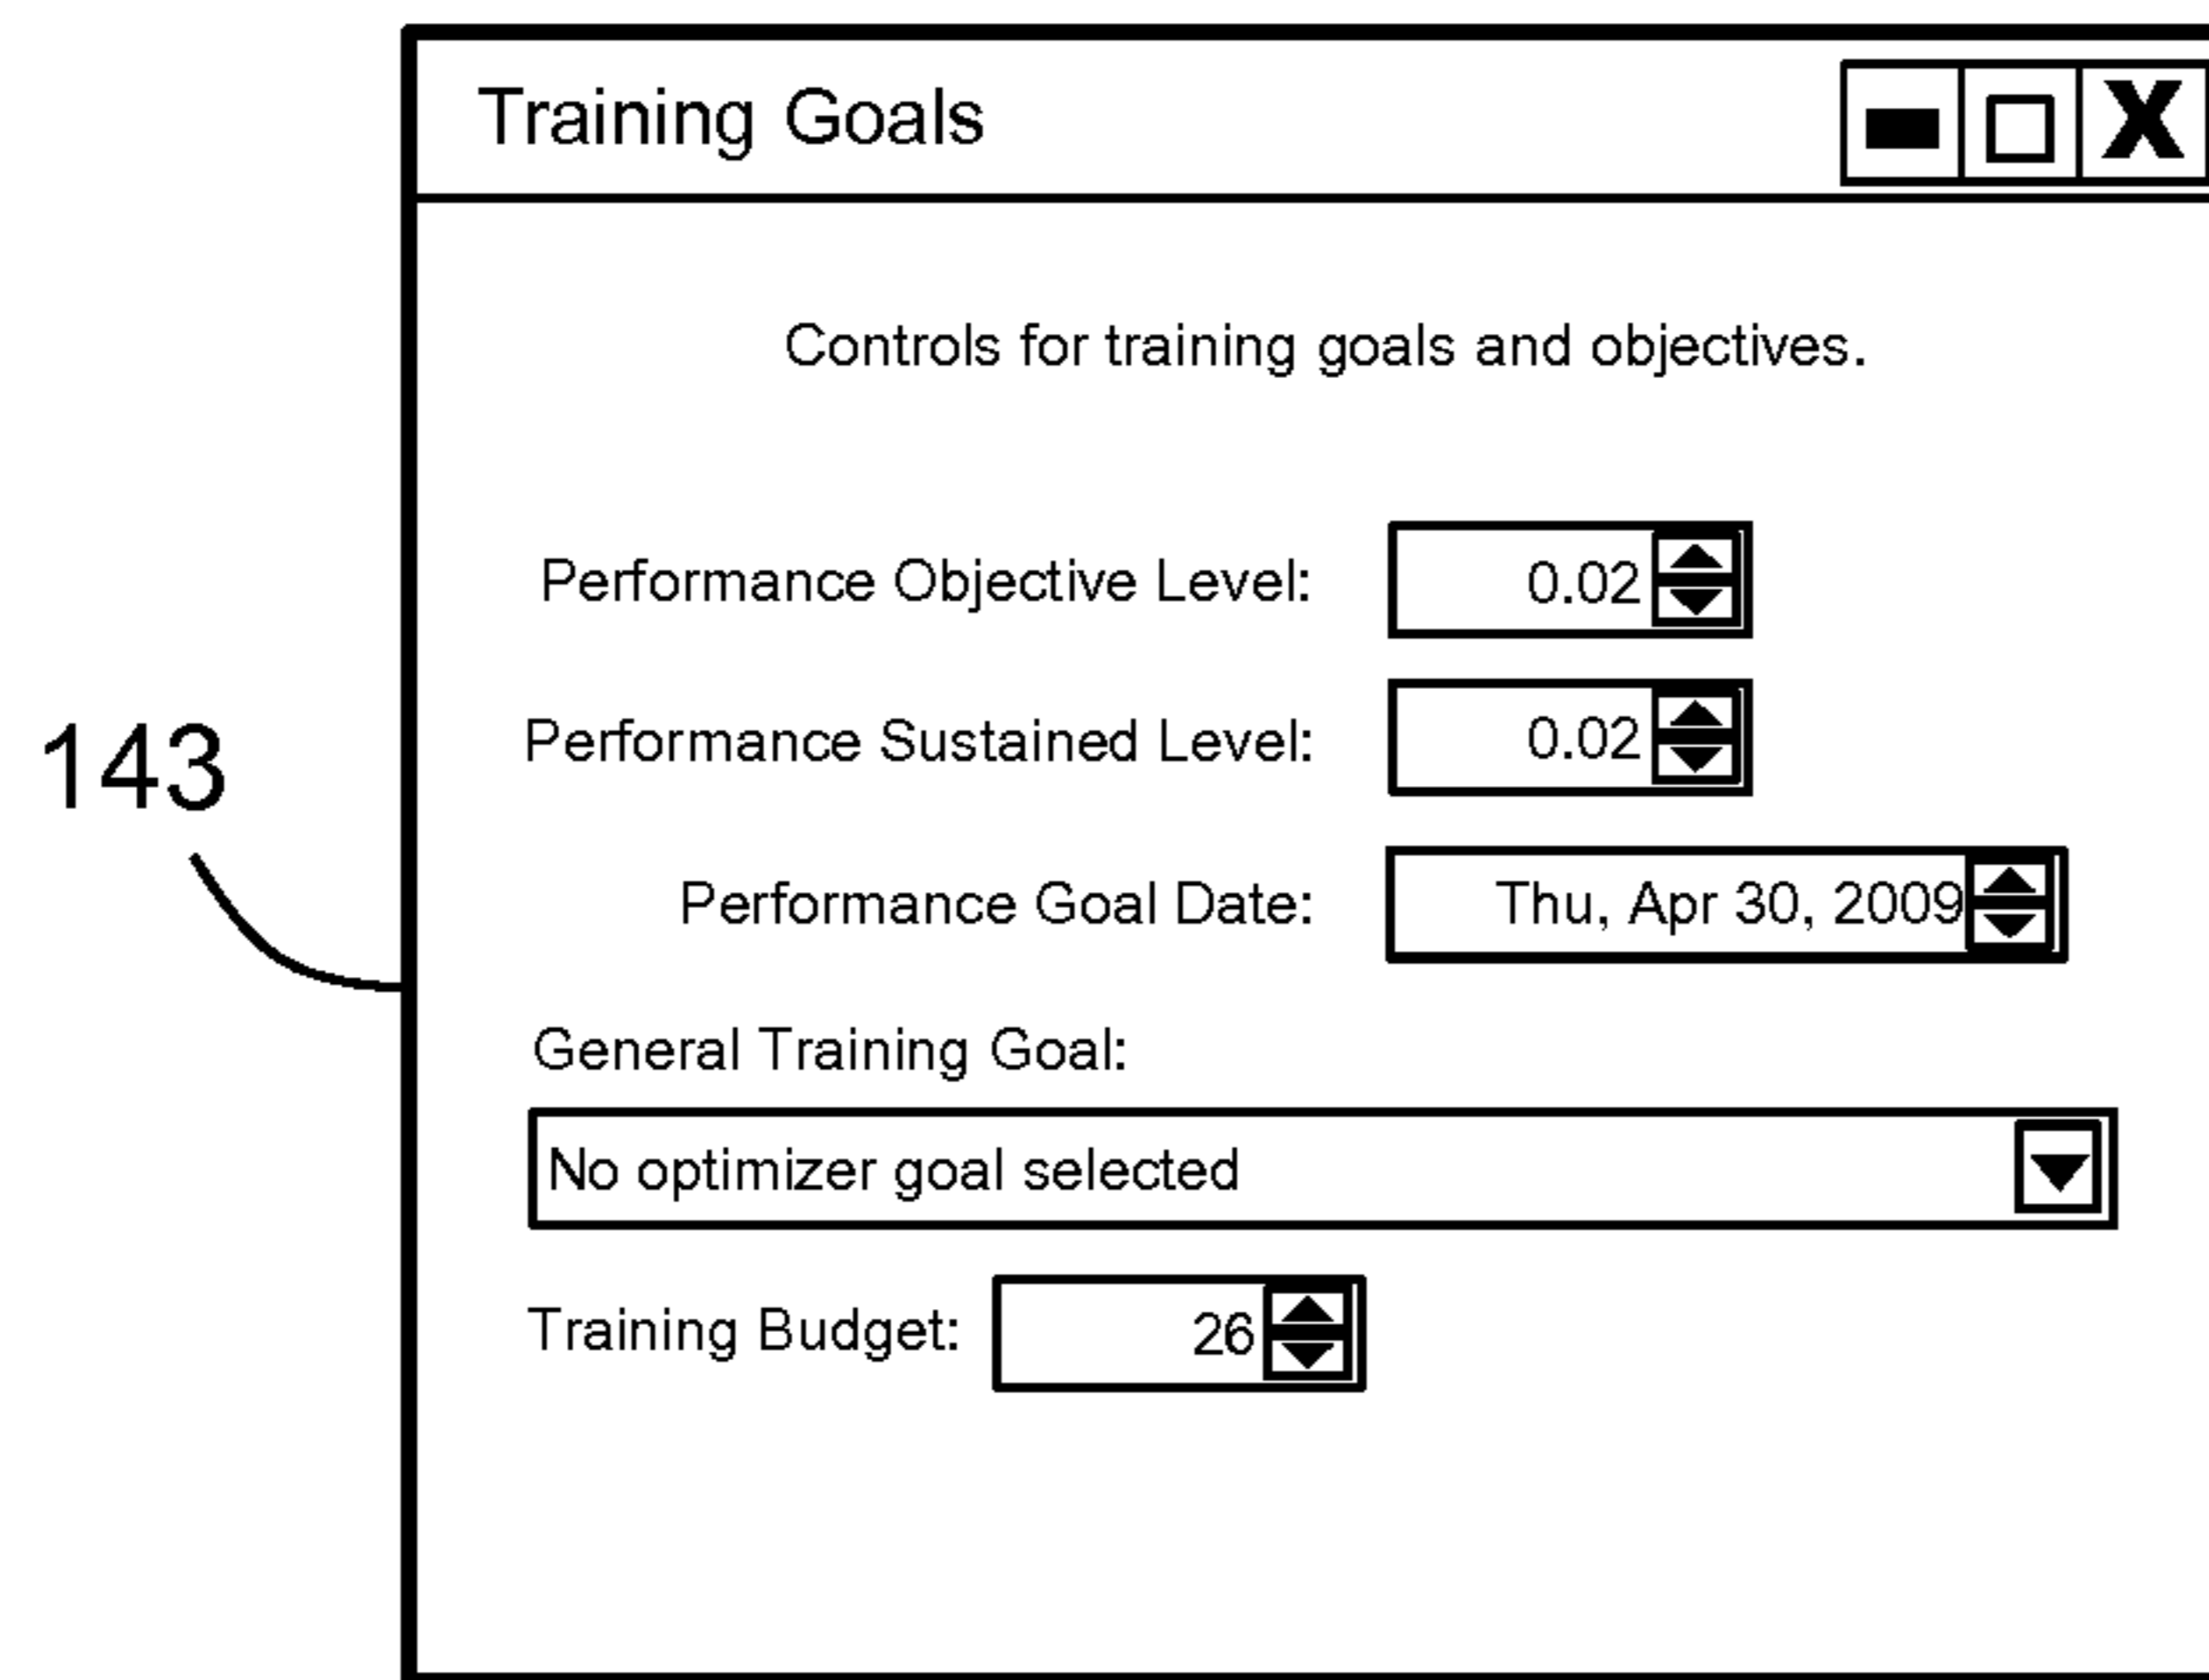 Training Goals
Controls for training goals and objectives.
Performance Objective Level: 0.02
Performance Sustained Level: 0.02
143
Performance Goal Date: Thu, Apr 30, 2009
General Training Goal:
No optimizer goal selected
Training Budget: 26